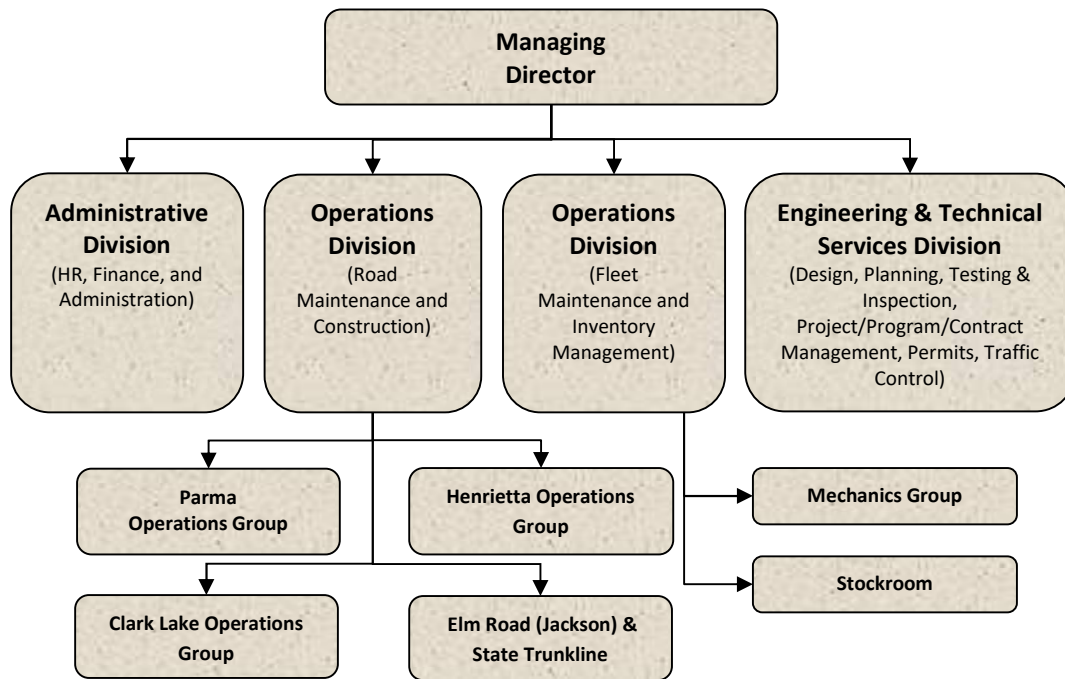 Managing
Director
Administrative
Division
(HR, Finance, and
Administration)
Operations
Division
(Road
Maintenance and
Construction)
Operations
Division
(Fleet
Maintenance and
Inventory
Management)
Engineering & Technical
Services Division
(Design, Planning, Testing &
Inspection,
Project/Program/Contract
Management, Permits, Traffic
Control)
Parma
Operations Group
Henrietta Operations
Group
Mechanics Group
Clark Lake Operations
Group
Elm Road (Jackson) &
State Trunkline
Stockroom